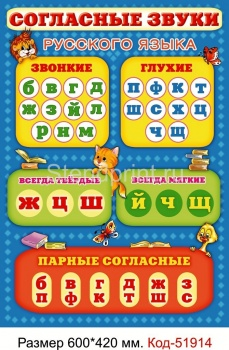 СОГЛАСНЫЕ ЗВУКИ
РУССКОГО ЯЗЫКА
ЗВОНКИЕ
б в г д
ж з й л
р н м
ГЛУХИЕ
п ф к т
ш с х ц
ч щ
ВСЕГДА ТВЁРДЫЕ
ж ц ш
ВСЕГДА МЯГКИЕ
й ч щ
ПАРНЫЕ СОГЛАСНЫЕ
б в г д ж з
п ф к т ш с
Размер 600*420 мм. Код-51914